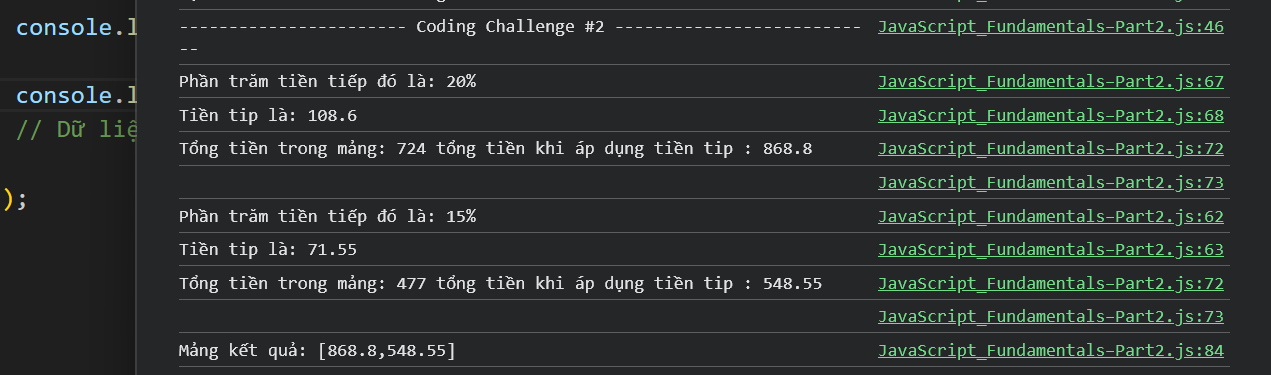 console.l
console.l
// Dữ liệ
);
----------------------- Coding Challenge #2 -------------------------
-- JavaScript_Fundamentals-Part2.js:46
Phần trăm tiền tiếp đó là: 20% JavaScript_Fundamentals-Part2.js:67
Tiền tip là: 108.6 JavaScript_Fundamentals-Part2.js:68
Tổng tiền trong mảng: 724 tổng tiền khi áp dụng tiền tip : 868.8 JavaScript_Fundamentals-Part2.js:72
JavaScript_Fundamentals-Part2.js:73
Phần trăm tiền tiếp đó là: 15% JavaScript_Fundamentals-Part2.js:62
Tiền tip là: 71.55 JavaScript_Fundamentals-Part2.js:63
Tổng tiền trong mảng: 477 tổng tiền khi áp dụng tiền tip : 548.55 JavaScript_Fundamentals-Part2.js:72
JavaScript_Fundamentals-Part2.js:73
Mảng kết quả: [868.8,548.55] JavaScript_Fundamentals-Part2.js:84